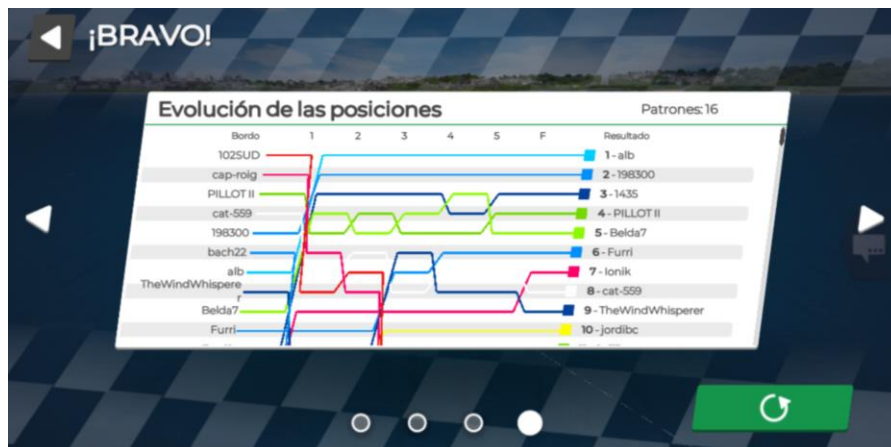 ¡BRAVO!
Evolución de las posiciones
Patrones: 16
Bordo 1 2 3 4 5 F Resultado
102SUD 1 - alb
cap-roig 2 - 198300
PILLOT II 3 - 1435
cat-559 4 - PILLOT II
198300 5 - Belda7
bach22 6 - Furri
alb 7 - Ionik
TheWindWhispere
r 8 - cat-559
Belda7 9 - TheWindWhisperer
Furri 10 - jordibc